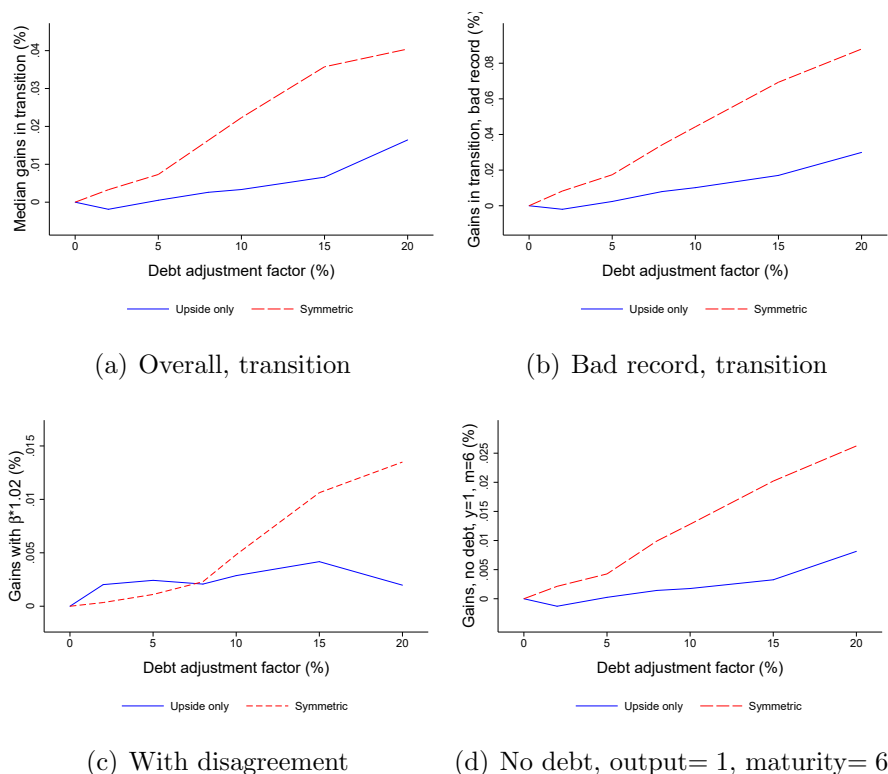 Median gains in transition (%)
.04
.03
.02
.01
0
0 5 10 15 20
Debt adjustment factor (%)
Upside only Symmetric
(a) Overall, transition
Gains in transition, bad record (%)
.08
.06
.04
.02
0
0 5 10 15 20
Debt adjustment factor (%)
Upside only Symmetric
(b) Bad record, transition
Gains with β*1.02 (%)
.015
.01
.005
0
0 5 10 15 20
Debt adjustment factor (%)
Upside only Symmetric
(c) With disagreement
Gains, no debt, y=1, m=6 (%)
.025
.02
.015
.01
.005
0
0 5 10 15 20
Debt adjustment factor (%)
Upside only Symmetric
(d) No debt, output= 1, maturity= 6